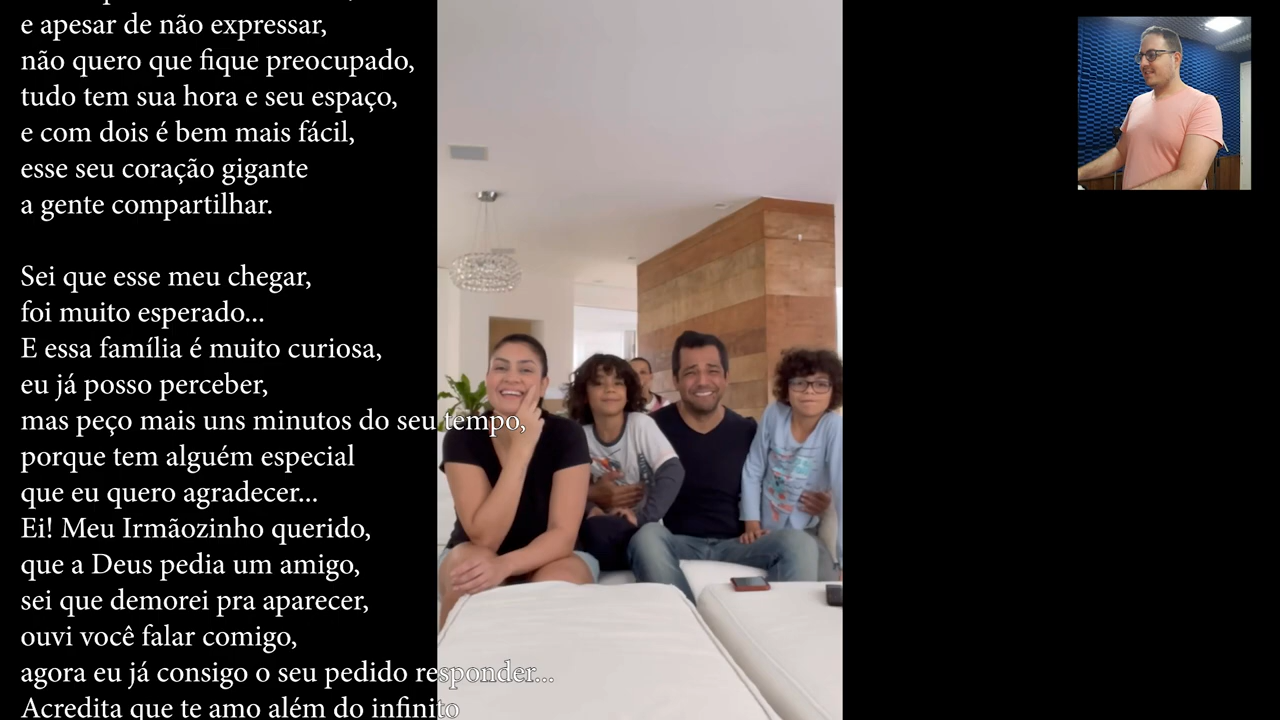 e apesar de não expressar,
não quero que fique preocupado,
tudo tem sua hora e seu espaço,
e com dois é bem mais fácil,
esse seu coração gigante
a gente compartilhar.
Sei que esse meu chegar,
foi muito esperado...
E essa família é muito curiosa,
eu já posso perceber,
mas peço mais uns minutos do seu tempo,
porque tem alguém especial
que eu quero agradecer...
Ei! Meu Irmãozinho querido,
que a Deus pedia um amigo,
sei que demorei pra aparecer,
ouvi você falar comigo,
agora eu já consigo o seu pedido responder...
Acredita que te amo além do infinito